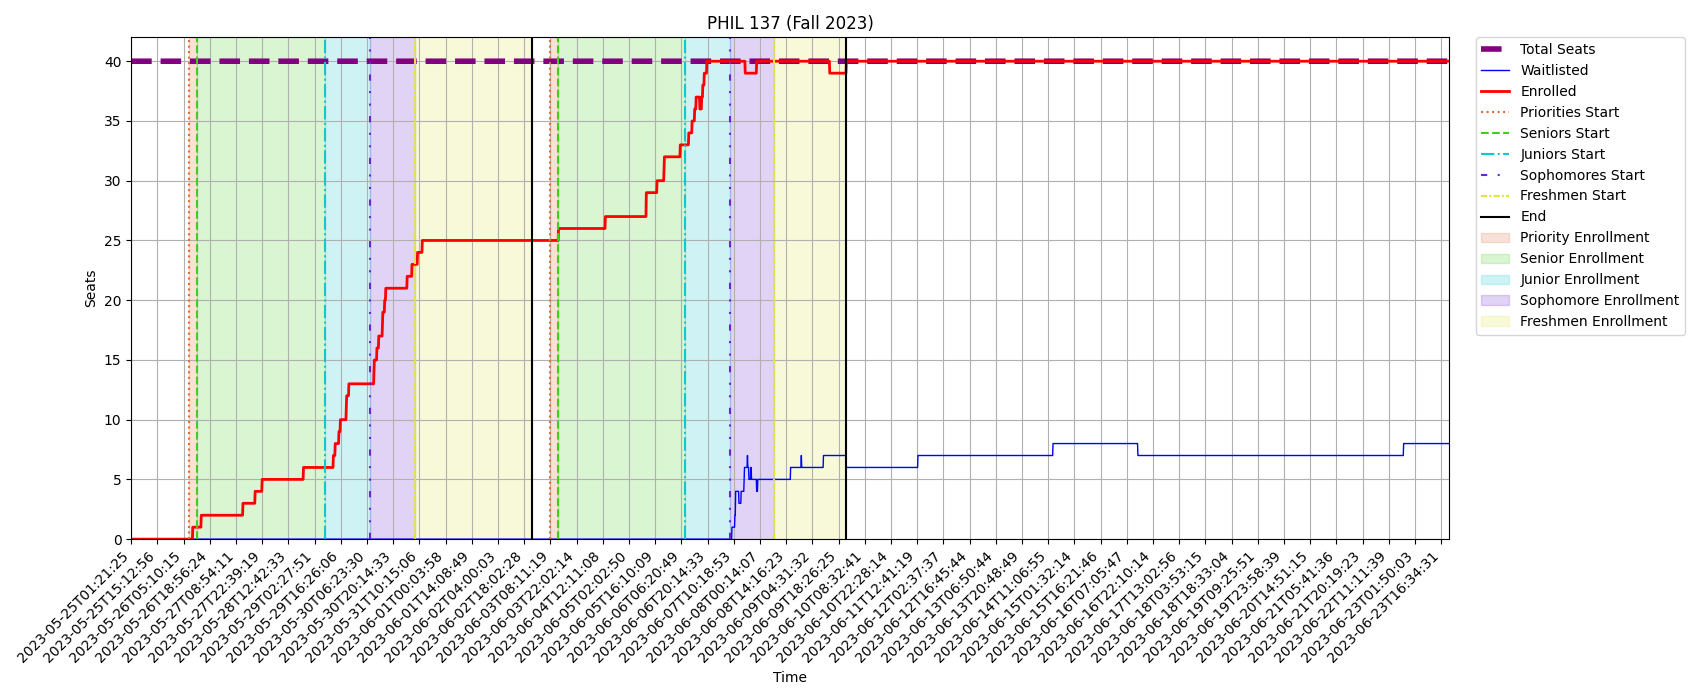 PHIL 137 (Fall 2023)
Seats
40
35
30
25
20
15
10
5
0
2023-05-25T01:21:25
2023-05-25T15:12:56
2023-05-26T05:10:15
2023-05-26T18:56:24
2023-05-27T08:54:11
2023-05-27T22:39:19
2023-05-28T12:42:33
2023-05-29T02:27:51
2023-05-29T16:26:06
2023-05-30T06:23:30
2023-05-30T20:14:33
2023-05-31T10:15:06
2023-06-01T00:03:58
2023-06-01T14:08:49
2023-06-02T04:00:03
2023-06-02T18:02:28
2023-06-03T08:11:19
2023-06-03T22:02:14
2023-06-04T12:11:08
2023-06-05T02:02:50
2023-06-05T16:10:09
2023-06-06T06:20:49
2023-06-06T20:14:33
2023-06-07T10:18:53
2023-06-08T00:14:07
2023-06-08T14:16:23
2023-06-09T04:31:32
2023-06-09T18:26:25
2023-06-10T08:32:41
2023-06-10T22:28:14
2023-06-11T12:41:19
2023-06-12T02:37:37
2023-06-12T16:45:44
2023-06-13T06:50:44
2023-06-13T20:48:49
2023-06-14T11:06:55
2023-06-15T01:32:14
2023-06-15T16:21:46
2023-06-16T07:05:47
2023-06-16T22:10:14
2023-06-17T13:02:56
2023-06-18T03:53:15
2023-06-18T18:33:04
2023-06-19T09:25:51
2023-06-19T23:58:39
2023-06-20T14:51:15
2023-06-21T05:41:36
2023-06-21T20:19:23
2023-06-22T11:11:39
2023-06-23T01:50:03
2023-06-23T16:34:31
Time
Total Seats
Waitlisted
Enrolled
Priorities Start
Seniors Start
Juniors Start
Sophomores Start
Freshmen Start
End
Priority Enrollment
Senior Enrollment
Junior Enrollment
Sophomore Enrollment
Freshmen Enrollment